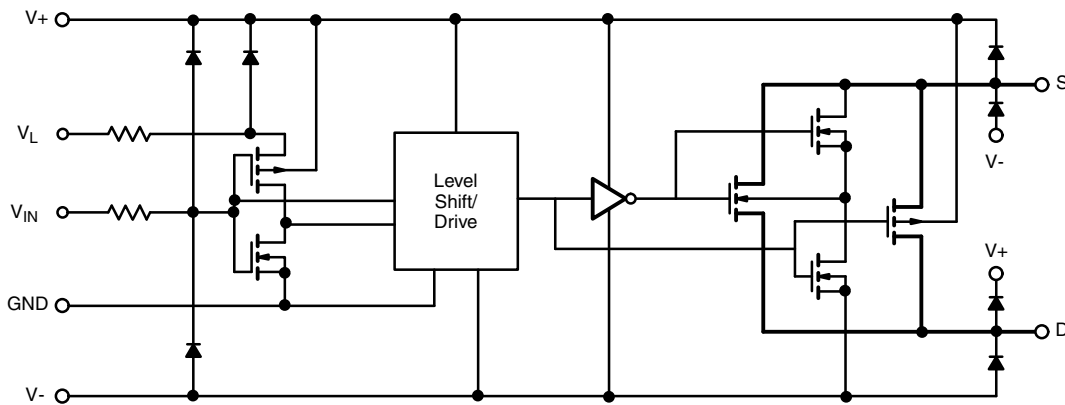 V+
S
VL
V-
Level
Shift/
Drive
VIN
V+
GND
D
V-